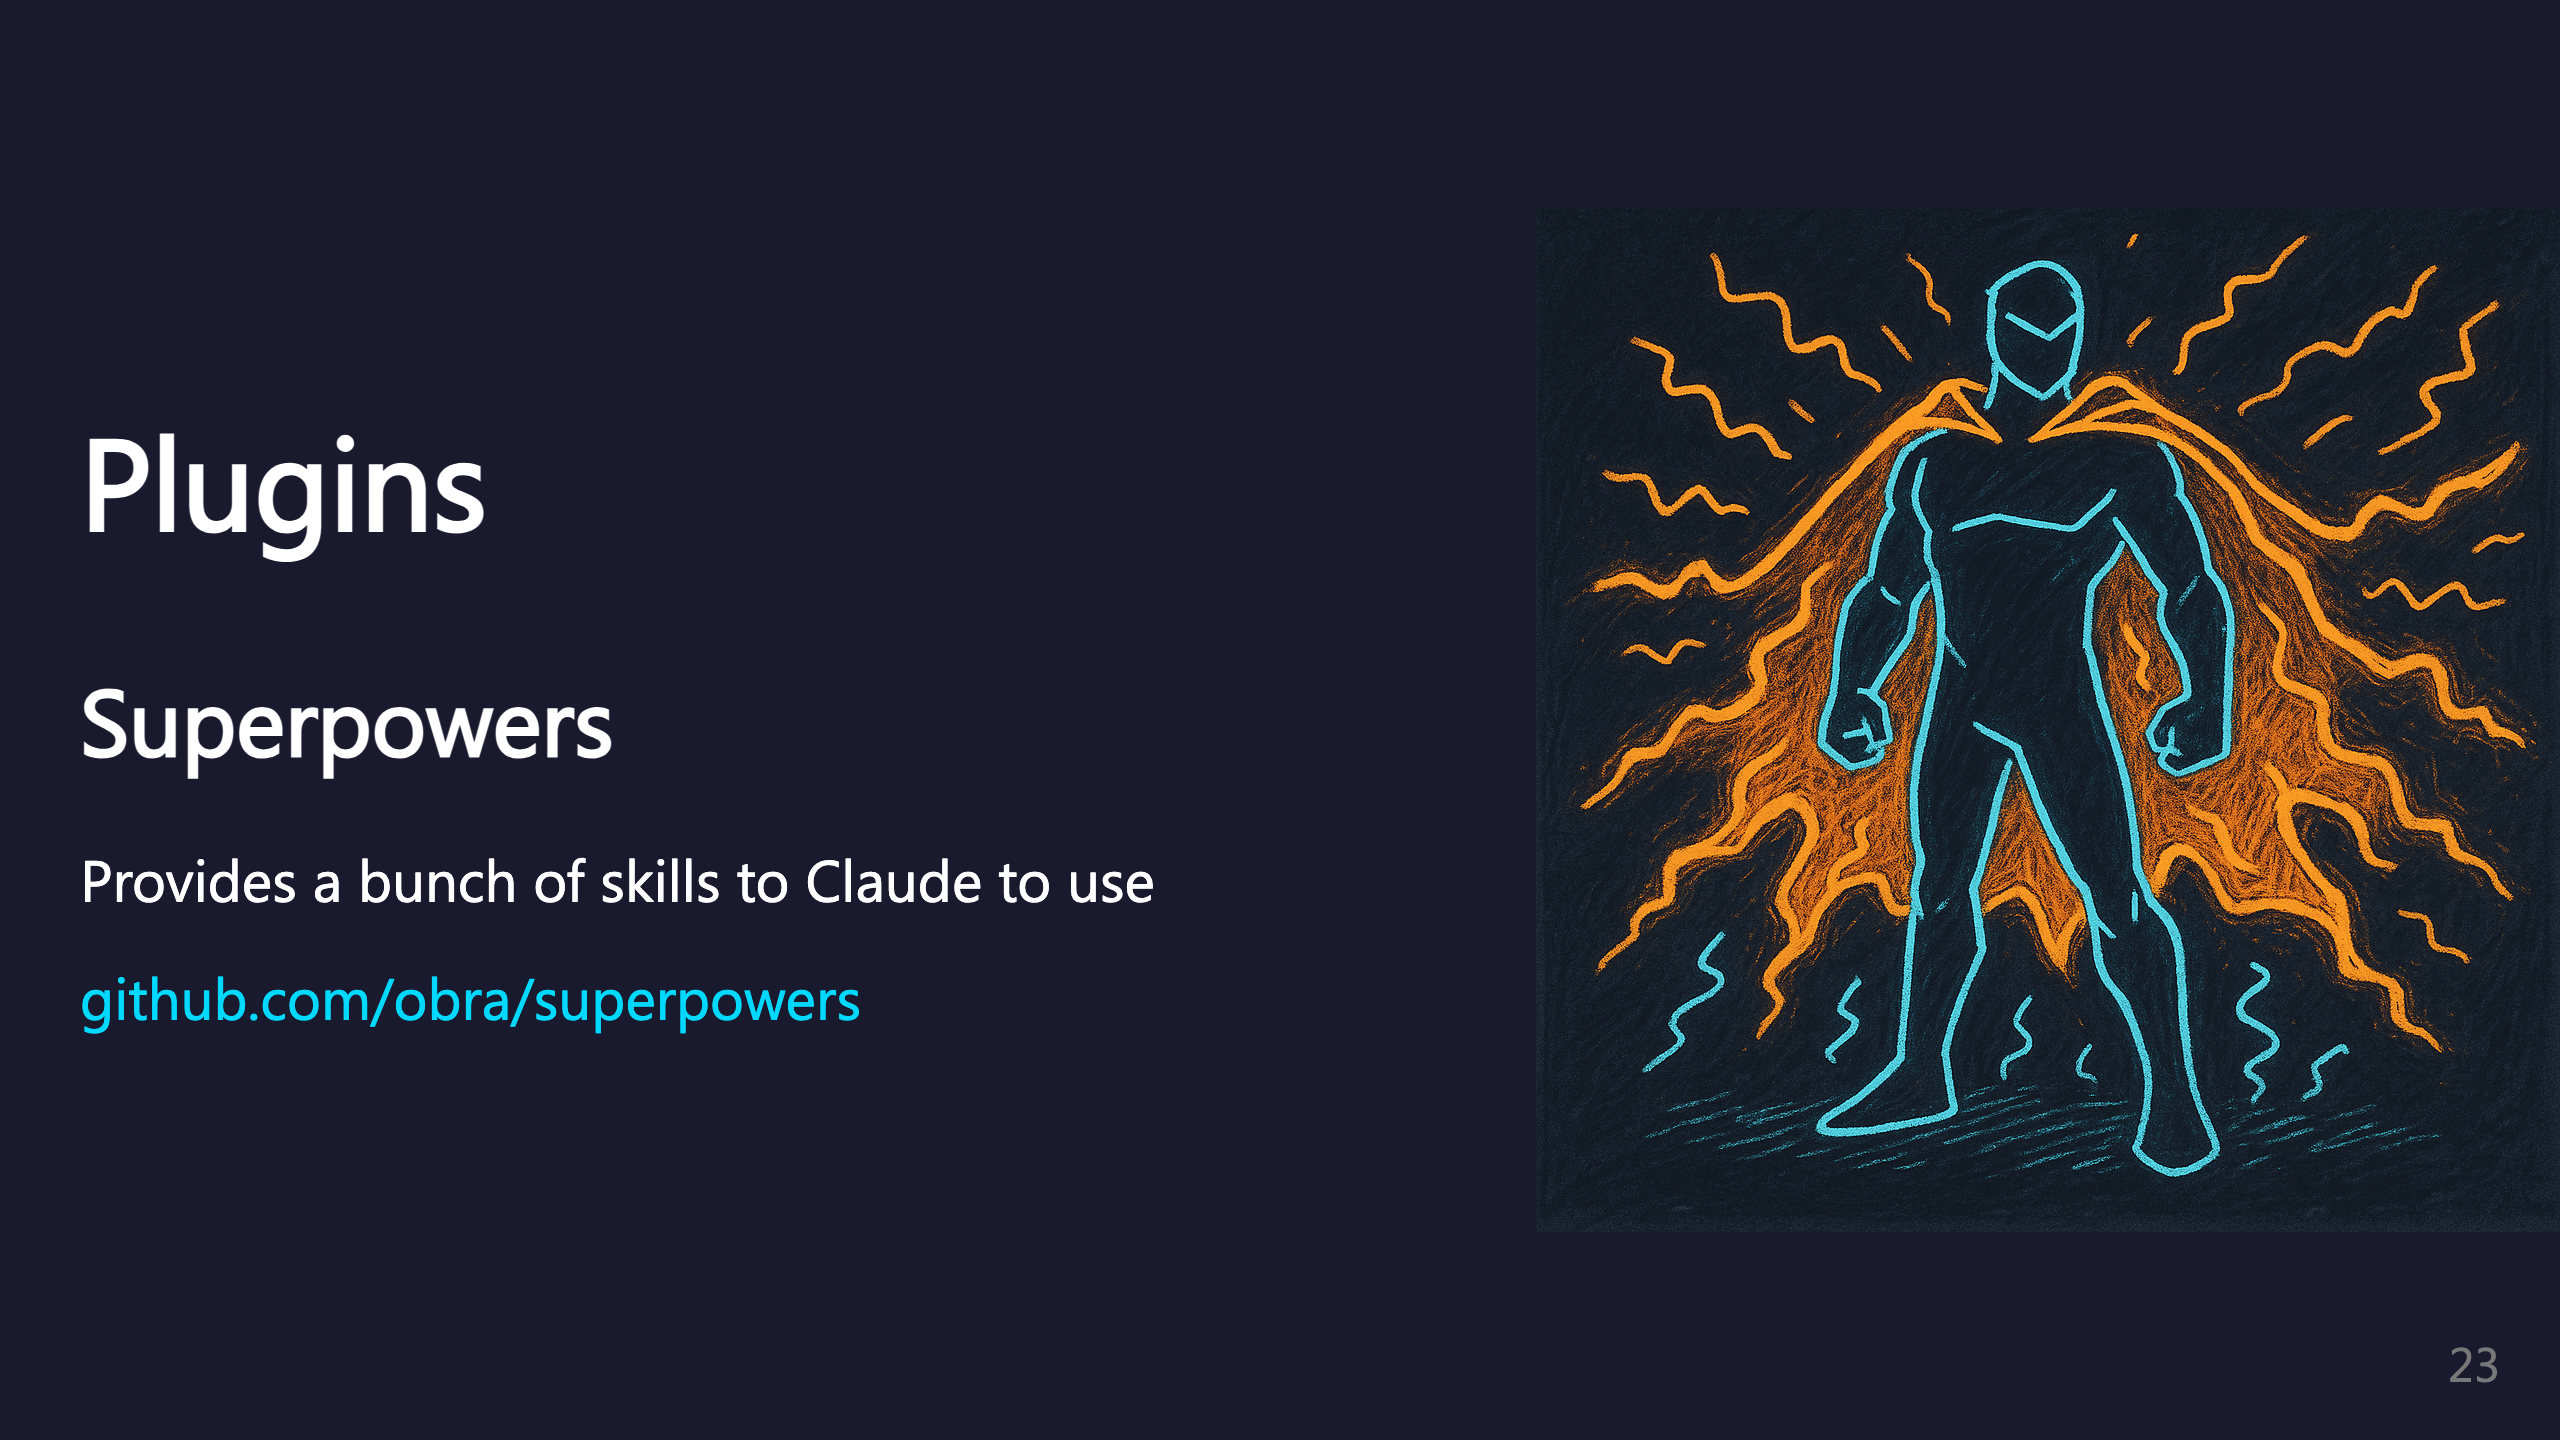 Plugins
Superpowers
Provides a bunch of skills to Claude to use
github.com/obra/superpowers
23